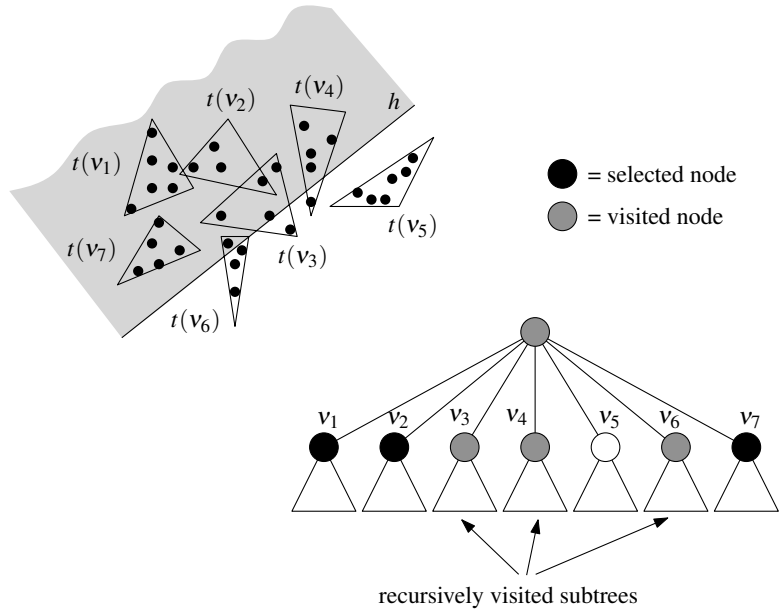 t(ν4)
h
t(ν2)
t(ν1)
t(ν5)
t(ν7)
t(ν3)
t(ν6)
= selected node
= visited node
ν1 ν2 ν3 ν4 ν5 ν6 ν7
recursively visited subtrees